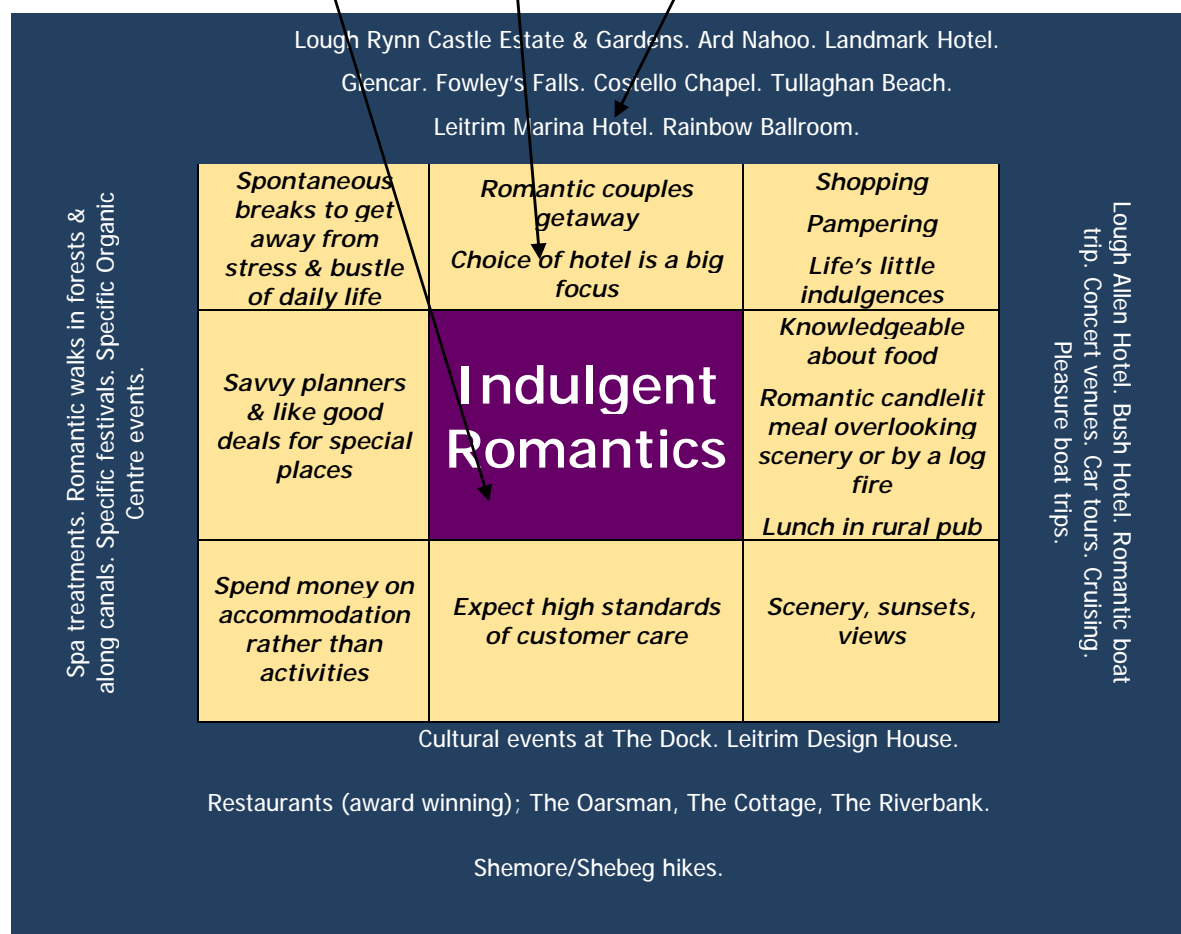 Lough Rynn Castle Estate & Gardens. Ard Nahoo. Landmark Hotel.
Glencar. Fowley's Falls. Costello Chapel. Tullaghan Beach.
Leitrim Marina Hotel. Rainbow Ballroom.
Spa treatments. Romantic walks in forests &
along canals. Specific festivals. Specific Organic
Centre events.
Spontaneous
breaks to get
away from
stress & bustle
of daily life
Romantic couples
getaway
Choice of hotel is a big
focus
Shopping
Pampering
Life's little
indulgences
Savvy planners
& like good
deals for special
places
Indulgent
Romantics
Knowledgeable
about food
Romantic candlelit
meal overlooking
scenery or by a log
fire
Lunch in rural pub
Spend money on
accommodation
rather than
activities
Expect high standards
of customer care
Scenery, sunsets,
views
Lough Allen Hotel. Bush Hotel. Romantic boat
trip. Concert venues. Car tours. Cruising.
Pleasure boat trips.
Cultural events at The Dock. Leitrim Design House.
Restaurants (award winning); The Oarsman, The Cottage, The Riverbank.
Shemore/Shebeg hikes.